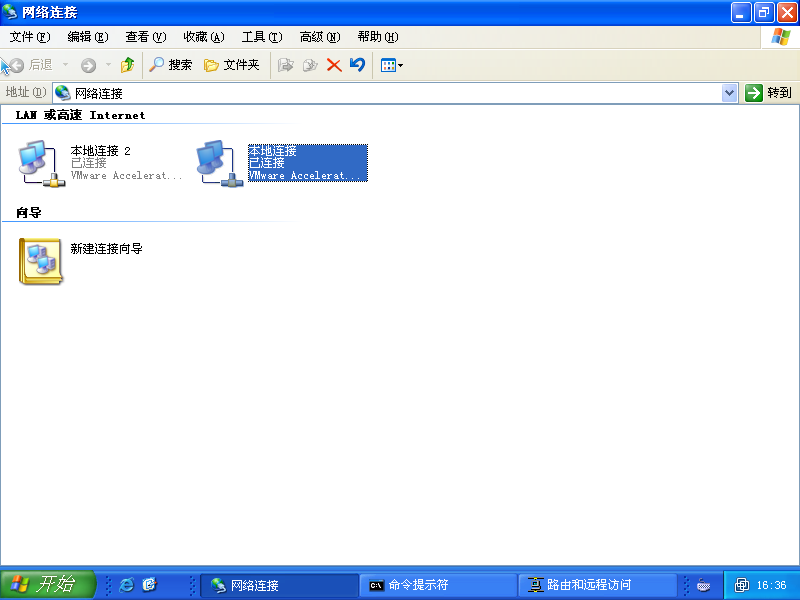 网络连接
文件(F) 编辑(E) 查看(V) 收藏(A) 工具(T) 高级(N) 帮助(H)
后退 搜索 文件夹
地址(D) 网络连接 转到
LAN 或高速 Internet
本地连接 2
已连接
VMware Accelerat...
本地连接
已连接
VMware Accelerat...
向导
新建连接向导
开始 网络连接 命令提示符 路由和远程访问 16:36